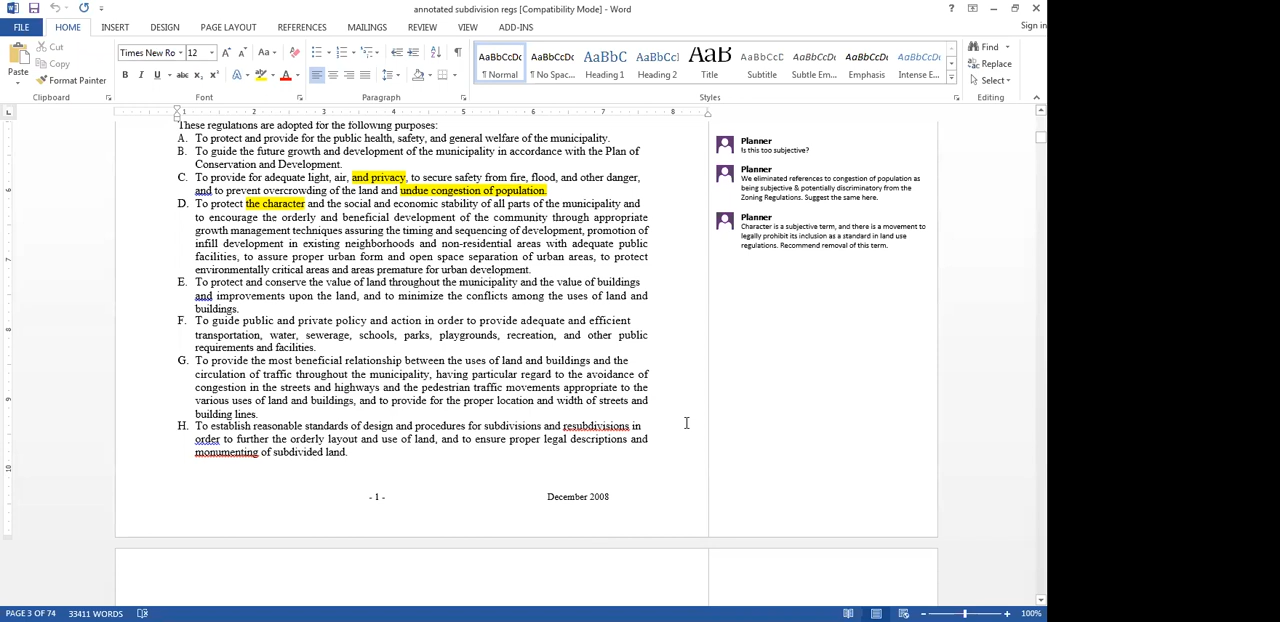 annotated subdivision regs [Compatibility Mode] - Word
Sign in
FILE HOME INSERT DESIGN PAGE LAYOUT REFERENCES MAILINGS REVIEW VIEW ADD-INS
Paste
Cut
Copy
Format Painter
Clipboard
Times New Ro 12
Font
Paragraph
AaBbCcDc AaBbCcDc AaBbC AaBbCcI AaB AaBbCcC AaBbCcDc AaBbCcDc AaBbCcDc
¶ Normal ¶ No Spac... Heading 1 Heading 2 Title Subtitle Subtle Em... Emphasis Intense E...
Styles
Find
Replace
Select
Editing
1 2 3 4 5 6 7 8
These regulations are adopted for the following purposes:
A. To protect and provide for the public health, safety, and general welfare of the municipality.
B. To guide the future growth and development of the municipality in accordance with the Plan of
Conservation and Development.
C. To provide for adequate light, air, and privacy, to secure safety from fire, flood, and other danger,
and to prevent overcrowding of the land and undue congestion of population.
D. To protect the character and the social and economic stability of all parts of the municipality and
to encourage the orderly and beneficial development of the community through appropriate
growth management techniques assuring the timing and sequencing of development, promotion of
infill development in existing neighborhoods and non-residential areas with adequate public
facilities, to assure proper urban form and open space separation of urban areas, to protect
environmentally critical areas and areas premature for urban development.
E. To protect and conserve the value of land throughout the municipality and the value of buildings
and improvements upon the land, and to minimize the conflicts among the uses of land and
buildings.
F. To guide public and private policy and action in order to provide adequate and efficient
transportation, water, sewerage, schools, parks, playgrounds, recreation, and other public
requirements and facilities.
G. To provide the most beneficial relationship between the uses of land and buildings and the
circulation of traffic throughout the municipality, having particular regard to the avoidance of
congestion in the streets and highways and the pedestrian traffic movements appropriate to the
various uses of land and buildings, and to provide for the proper location and width of streets and
building lines.
H. To establish reasonable standards of design and procedures for subdivisions and resubdivisions in
order to further the orderly layout and use of land, and to ensure proper legal descriptions and
monumenting of subdivided land.
- 1 - December 2008
Planner
Is this too subjective?
Planner
We eliminated references to congestion of population as
being subjective & potentially discriminatory from the
Zoning Regulations. Suggest the same here.
Planner
Character is a subjective term, and there is a movement to
legally prohibit its inclusion as a standard in land use
regulations. Recommend removal of this term.
6
7
8
9
10
PAGE 3 OF 74 33411 WORDS 100%